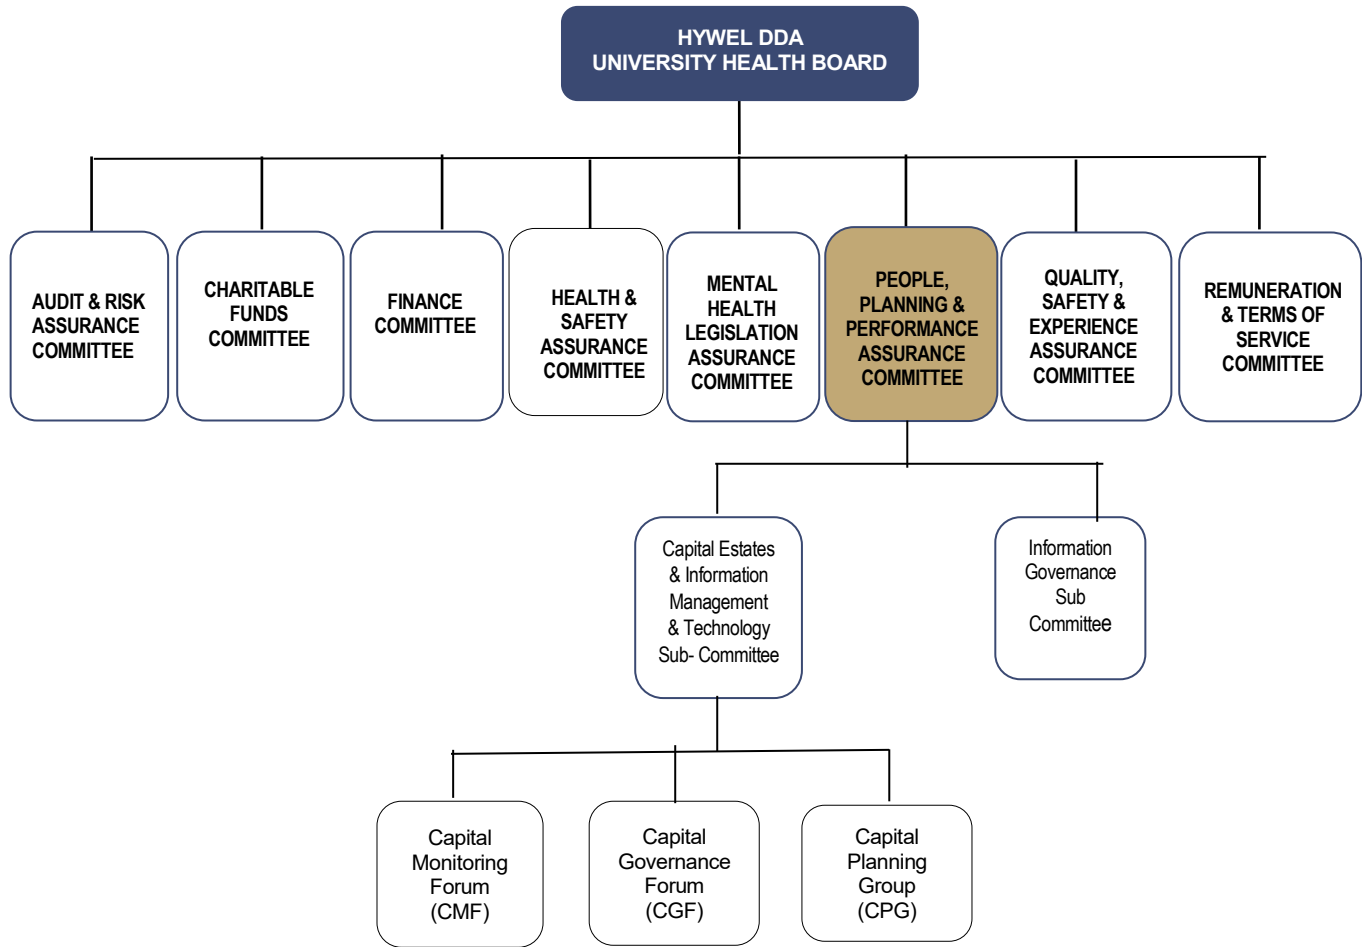 HYWEL DDA
UNIVERSITY HEALTH BOARD
AUDIT & RISK
ASSURANCE
COMMITTEE
CHARITABLE
FUNDS
COMMITTEE
FINANCE
COMMITTEE
HEALTH &
SAFETY
ASSURANCE
COMMITTEE
MENTAL
HEALTH
LEGISLATION
ASSURANCE
COMMITTEE
PEOPLE,
PLANNING &
PERFORMANCE
ASSURANCE
COMMITTEE
QUALITY,
SAFETY &
EXPERIENCE
ASSURANCE
COMMITTEE
REMUNERATION
& TERMS OF
SERVICE
COMMITTEE
Capital Estates
& Information
Management
& Technology
Sub- Committee
Information
Governance
Sub
Committee
Capital
Monitoring
Forum
(CMF)
Capital
Governance
Forum
(CGF)
Capital
Planning
Group
(CPG)